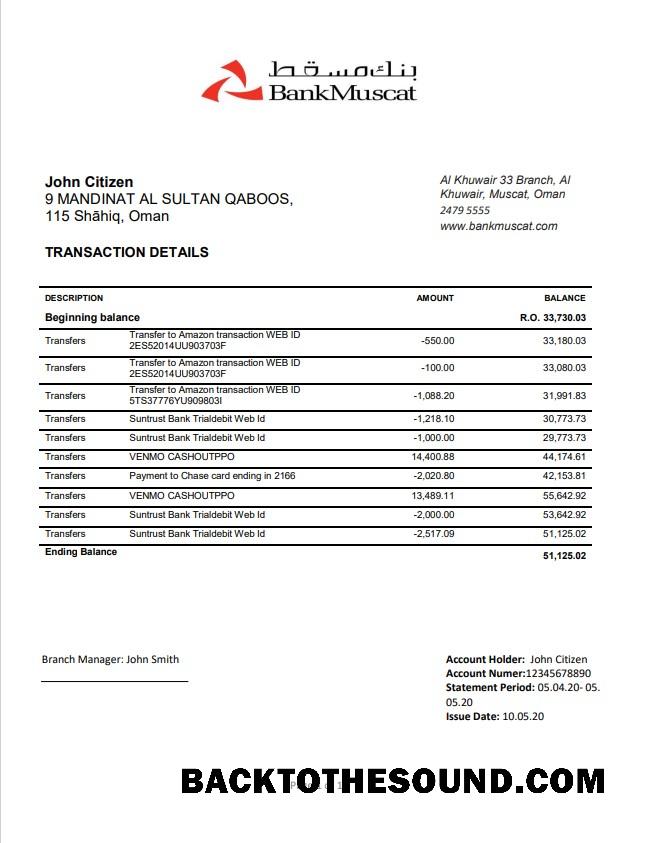 بنك مسقط
BankMuscat
John Citizen
9 MANDINAT AL SULTAN QABOOS,
115 Shāhiq, Oman
Al Khuwair 33 Branch, Al
Khuwair, Muscat, Oman
2479 5555
www.bankmuscat.com
TRANSACTION DETAILS
DESCRIPTION AMOUNT BALANCE
Beginning balance R.O. 33,730.03
Transfers Transfer to Amazon transaction WEB ID
2ES52014UU903703F -550.00 33,180.03
Transfers Transfer to Amazon transaction WEB ID
2ES52014UU903703F -100.00 33,080.03
Transfers Transfer to Amazon transaction WEB ID
5TS37776YU909803I -1,088.20 31,991.83
Transfers Suntrust Bank Trialdebit Web Id -1,218.10 30,773.73
Transfers Suntrust Bank Trialdebit Web Id -1,000.00 29,773.73
Transfers VENMO CASHOUTPPO 14,400.88 44,174.61
Transfers Payment to Chase card ending in 2166 -2,020.80 42,153.81
Transfers VENMO CASHOUTPPO 13,489.11 55,642.92
Transfers Suntrust Bank Trialdebit Web Id -2,000.00 53,642.92
Transfers Suntrust Bank Trialdebit Web Id -2,517.09 51,125.02
Ending Balance 51,125.02
Branch Manager: John Smith
Account Holder: John Citizen
Account Numer:12345678890
Statement Period: 05.04.20- 05.
05.20
Issue Date: 10.05.20
BACKTOTHESOUND.COM